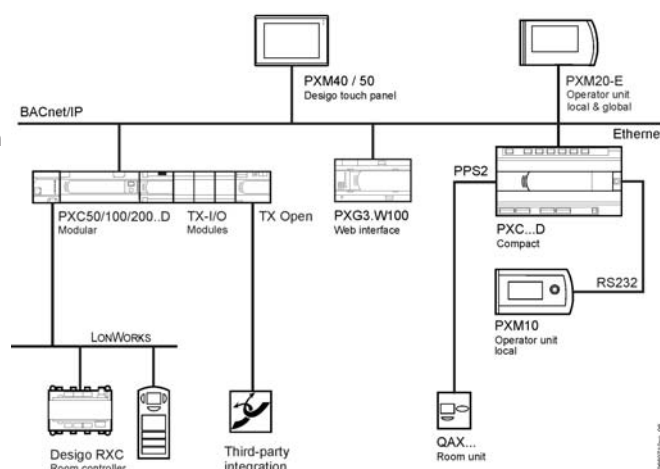 PXM40 / 50
Desigo touch panel
PXM20-E
Operator unit
local & global
BACnet/IP
Ethernet
PPS2
PXC50/100/200..D
Modular
TX-I/O
Modules
TX Open
PXG3.W100
Web interface
PXC...D
Compact
RS232
PXM10
Operator unit
local
LONWORKS
Desigo RXC
Room controller
Third-party
integration
QAX...
Room unit